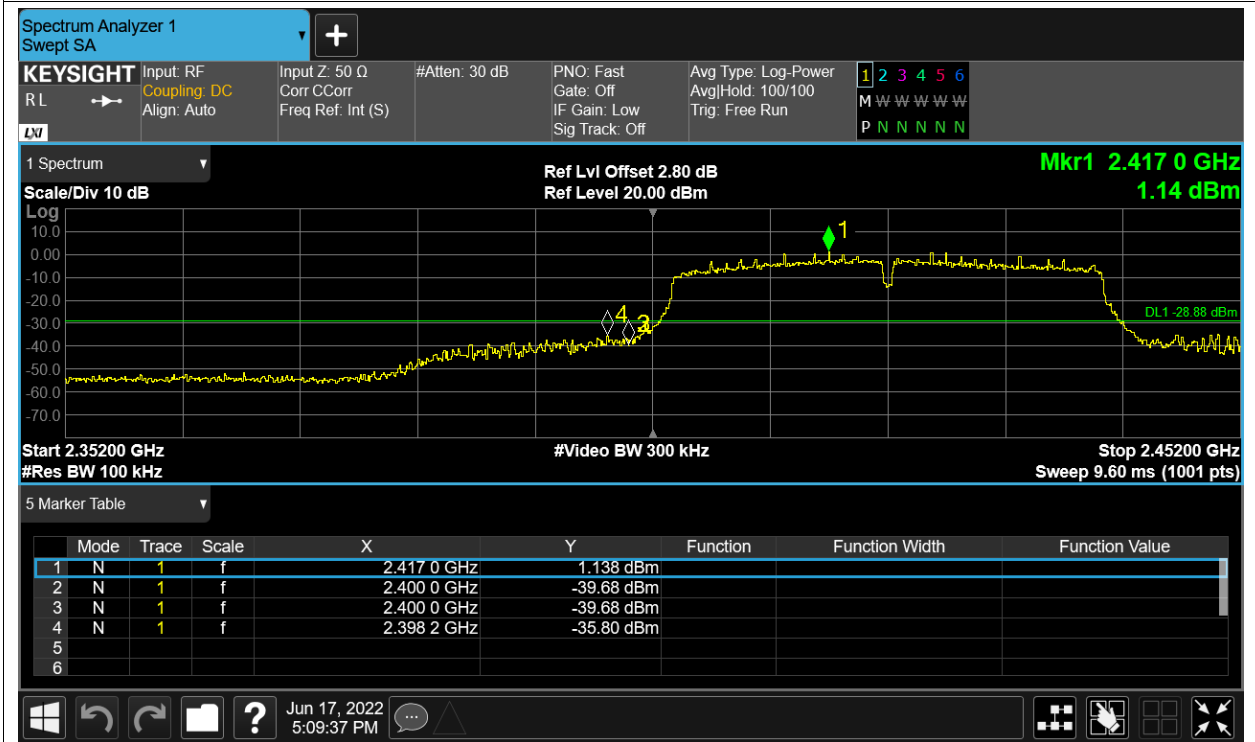 Spectrum Analyzer 1
Swept SA
+
KEYSIGHT Input: RF Input Z: 50 Ω #Atten: 30 dB PNO: Fast Avg Type: Log-Power 1 2 3 4 5 6
R L Coupling: DC Corr CCorr Gate: Off Avg|Hold: 100/100 M W W W W W
Align: Auto Freq Ref: Int (S) IF Gain: Low Trig: Free Run
LXI Sig Track: Off P N N N N N
1 Spectrum Ref Lvl Offset 2.80 dB Mkr1 2.417 0 GHz
Scale/Div 10 dB Ref Level 20.00 dBm 1.14 dBm
Log
10.0 1
0.00
-10.0
-20.0
4 DL1 -28.88 dBm
-30.0 3
-40.0
-50.0
-60.0
-70.0
Start 2.35200 GHz #Video BW 300 kHz Stop 2.45200 GHz
#Res BW 100 kHz Sweep 9.60 ms (1001 pts)
5 Marker Table
Mode Trace Scale X Y Function Function Width Function Value
1 N 1 f 2.417 0 GHz 1.138 dBm
2 N 1 f 2.400 0 GHz -39.68 dBm
3 N 1 f 2.400 0 GHz -39.68 dBm
4 N 1 f 2.398 2 GHz -35.80 dBm
5
6
? Jun 17, 2022
5:09:37 PM